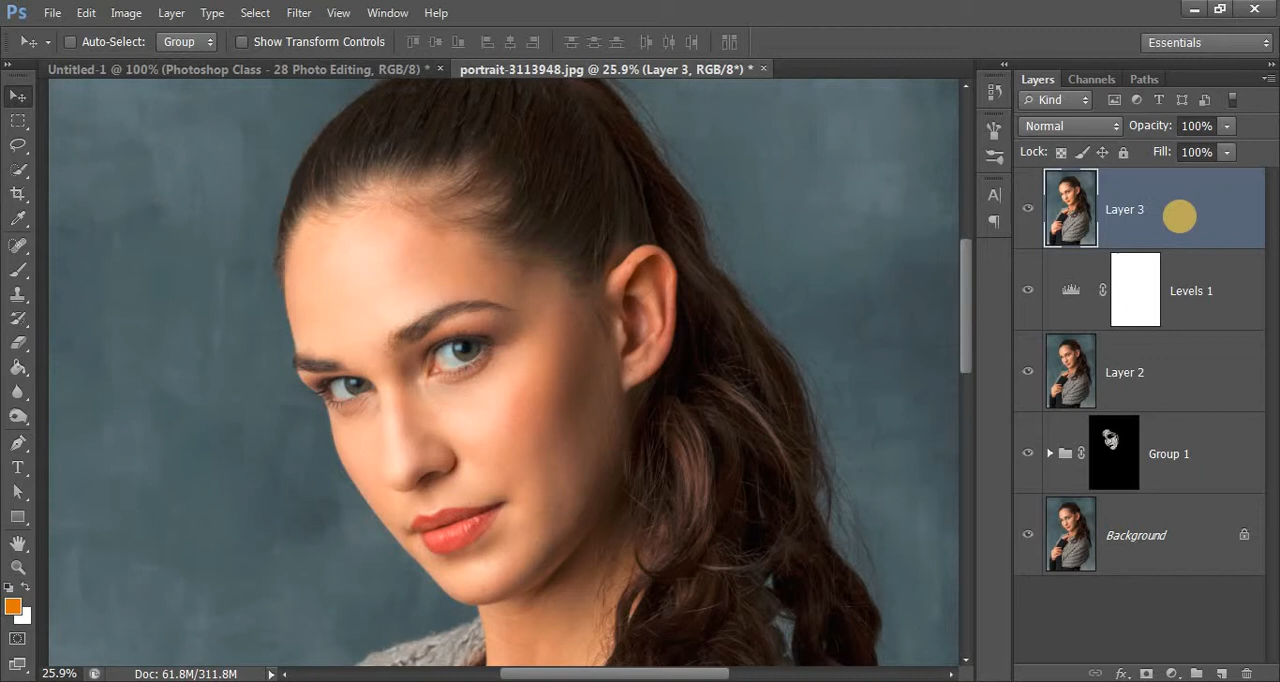 Ps File Edit Image Layer Type Select Filter View Window Help
Auto-Select: Group Show Transform Controls Essentials
Untitled-1 @ 100% (Photoshop Class - 28 Photo Editing, RGB/8) * × portrait-3113948.jpg @ 25.9% (Layer 3, RGB/8*) * ×
Layers Channels Paths
Kind T
Normal Opacity: 100%
Lock: Fill: 100%
Layer 3
Levels 1
Layer 2
Group 1
Background
A
T
fx
25.9% Doc: 61.8M/311.8M